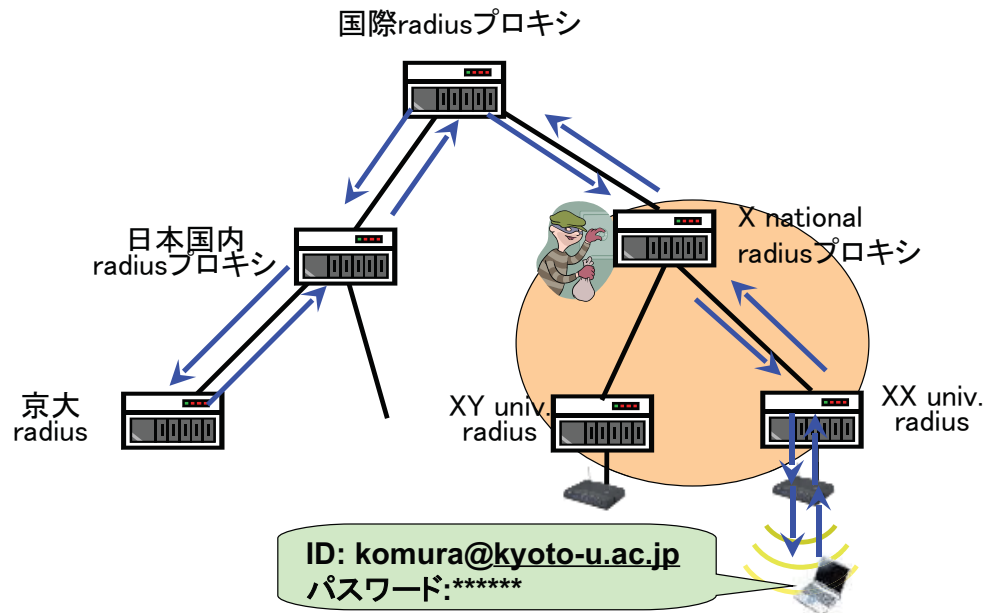 国際radiusプロキシ
日本国内
radiusプロキシ
X national
radiusプロキシ
京大
radius
XY univ.
radius
XX univ.
radius
ID: komura@kyoto-u.ac.jp
パスワード:******